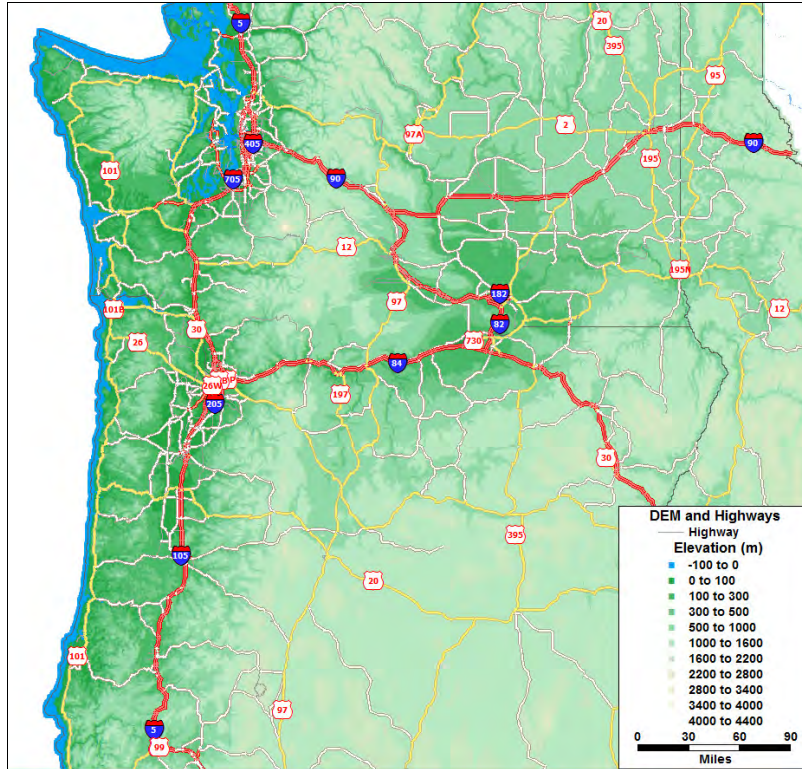 5
20
395
95
97A
2
405
90
101
705
90
195
12
195N
101B
97
182
12
30
82
26
730
84
26W
205
197
30
395
105
20
101
97
5
99
DEM and Highways
Highway
Elevation (m)
-100 to 0
0 to 100
100 to 300
300 to 500
500 to 1000
1000 to 1600
1600 to 2200
2200 to 2800
2800 to 3400
3400 to 4000
4000 to 4400
0 30 60 90
Miles